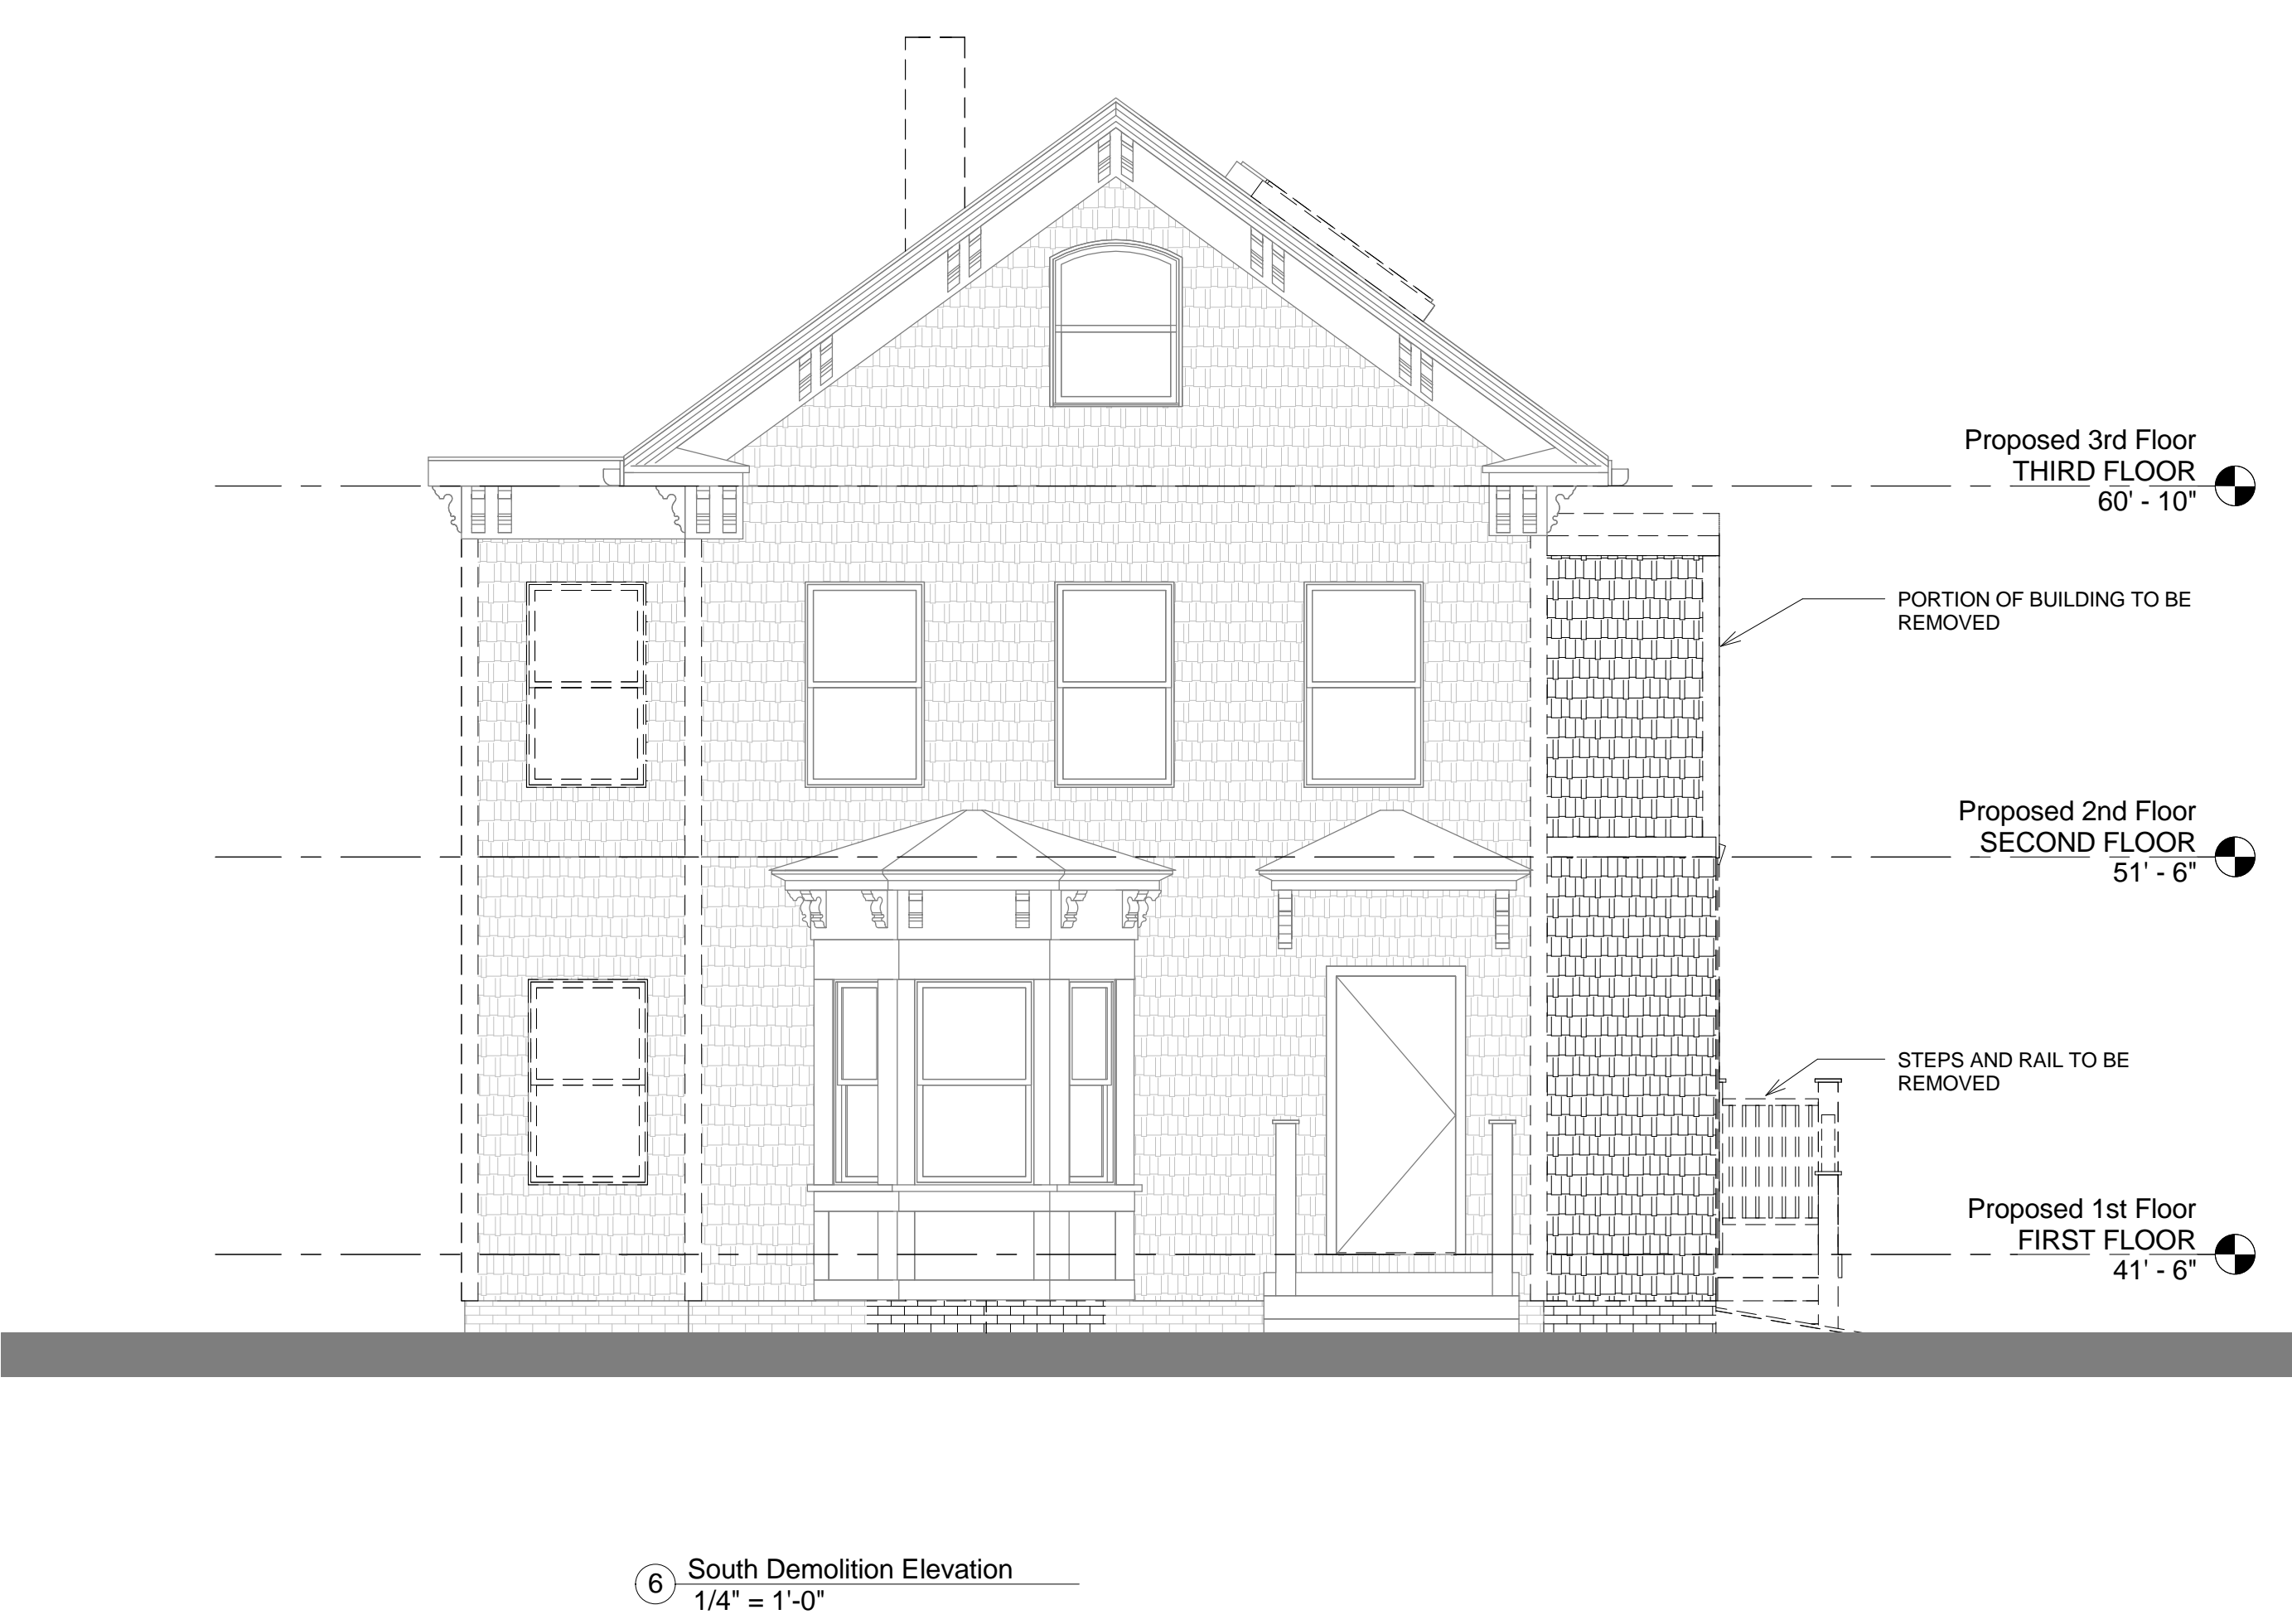 Proposed 3rd Floor
THIRD FLOOR
60' - 10"
PORTION OF BUILDING TO BE
REMOVED
Proposed 2nd Floor
SECOND FLOOR
51' - 6"
STEPS AND RAIL TO BE
REMOVED
Proposed 1st Floor
FIRST FLOOR
41' - 6"
6
South Demolition Elevation
1/4" = 1'-0"